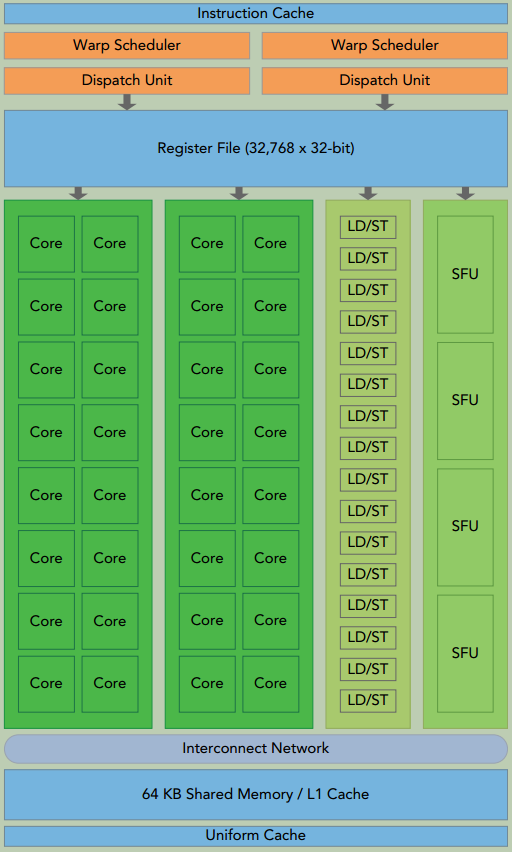 Instruction Cache
Warp Scheduler Warp Scheduler
Dispatch Unit Dispatch Unit
Register File (32,768 x 32-bit)
Core Core Core Core LD/ST
LD/ST SFU
Core Core Core Core LD/ST
LD/ST
Core Core Core Core LD/ST
LD/ST SFU
Core Core Core Core LD/ST
LD/ST
Core Core Core Core LD/ST
LD/ST SFU
Core Core Core Core LD/ST
LD/ST
Core Core Core Core LD/ST
LD/ST SFU
Core Core Core Core LD/ST
LD/ST
Interconnect Network
64 KB Shared Memory / L1 Cache
Uniform Cache